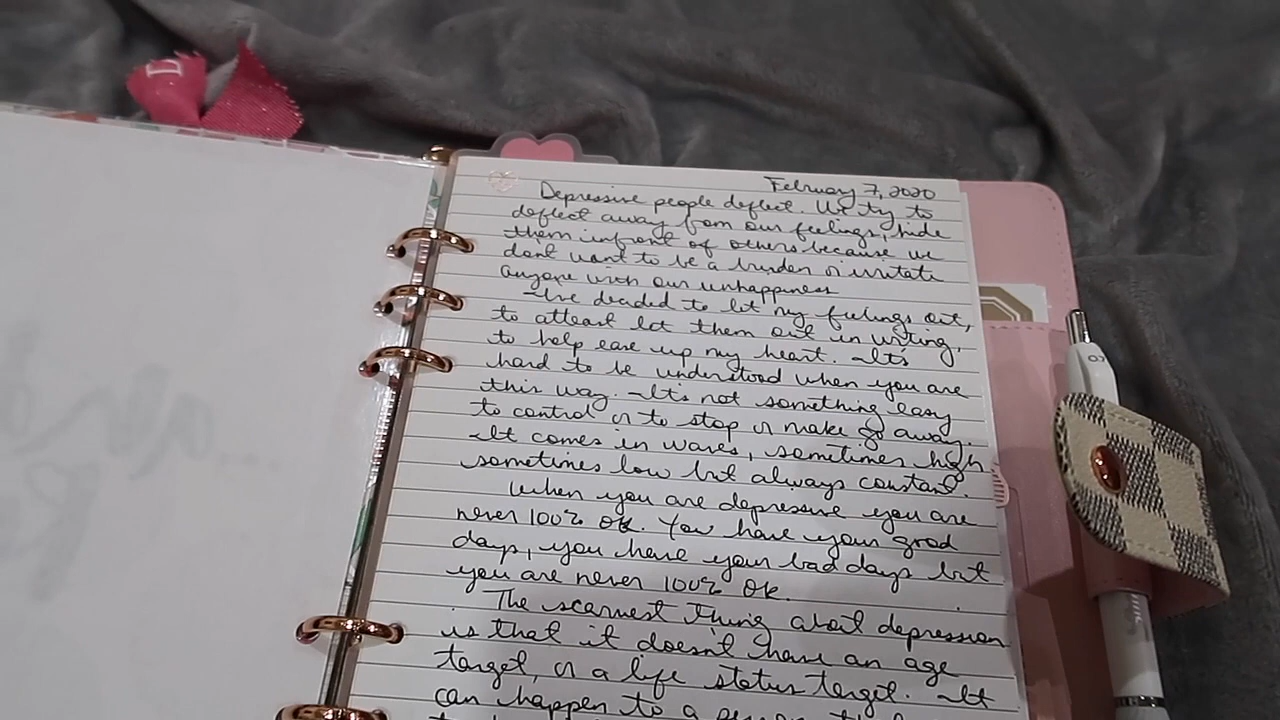 February 7, 2020
Depressive people deflect. We try to
deflect away from our feelings, hide
them infront of others because we
dont want to be a burden or irritate
anyone with our unhappiness
I've decided to let my feelings out,
to atleast let them out in writing,
to help ease up my heart. It's
hard to be understood when you are
this way. It's not something easy
to control or to stop or make go away.
It comes in waves, sometimes high
sometimes low but always constant.
When you are depressive you are
never 100% ok. You have your good
days, you have your bad days but
you are never 100% ok.
The scarriest thing about depression
is that it doesn't have an age
target, or a life status target. It
can happen to a
D
0.7